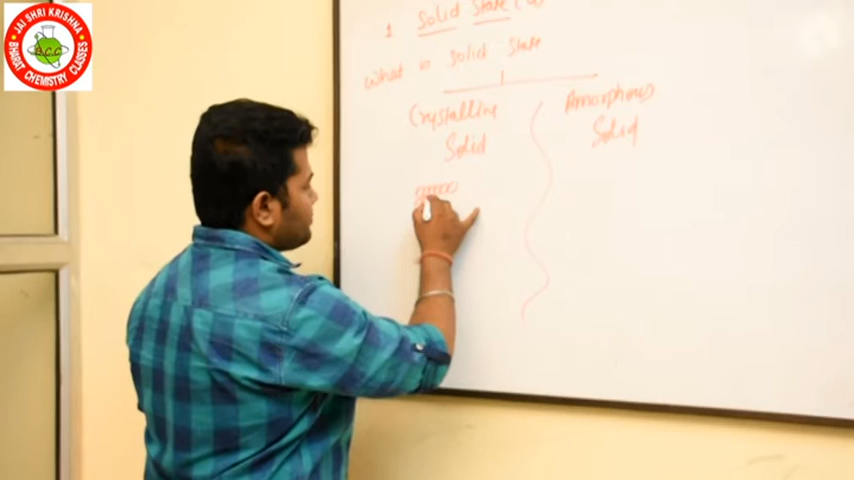 JAI SHRI KRISHNA
B.C.C
BHARAT CHEMISTRY CLASSES
1 Solid State
What is Solid State
Crystalline
Solid
Amorphous
Solid